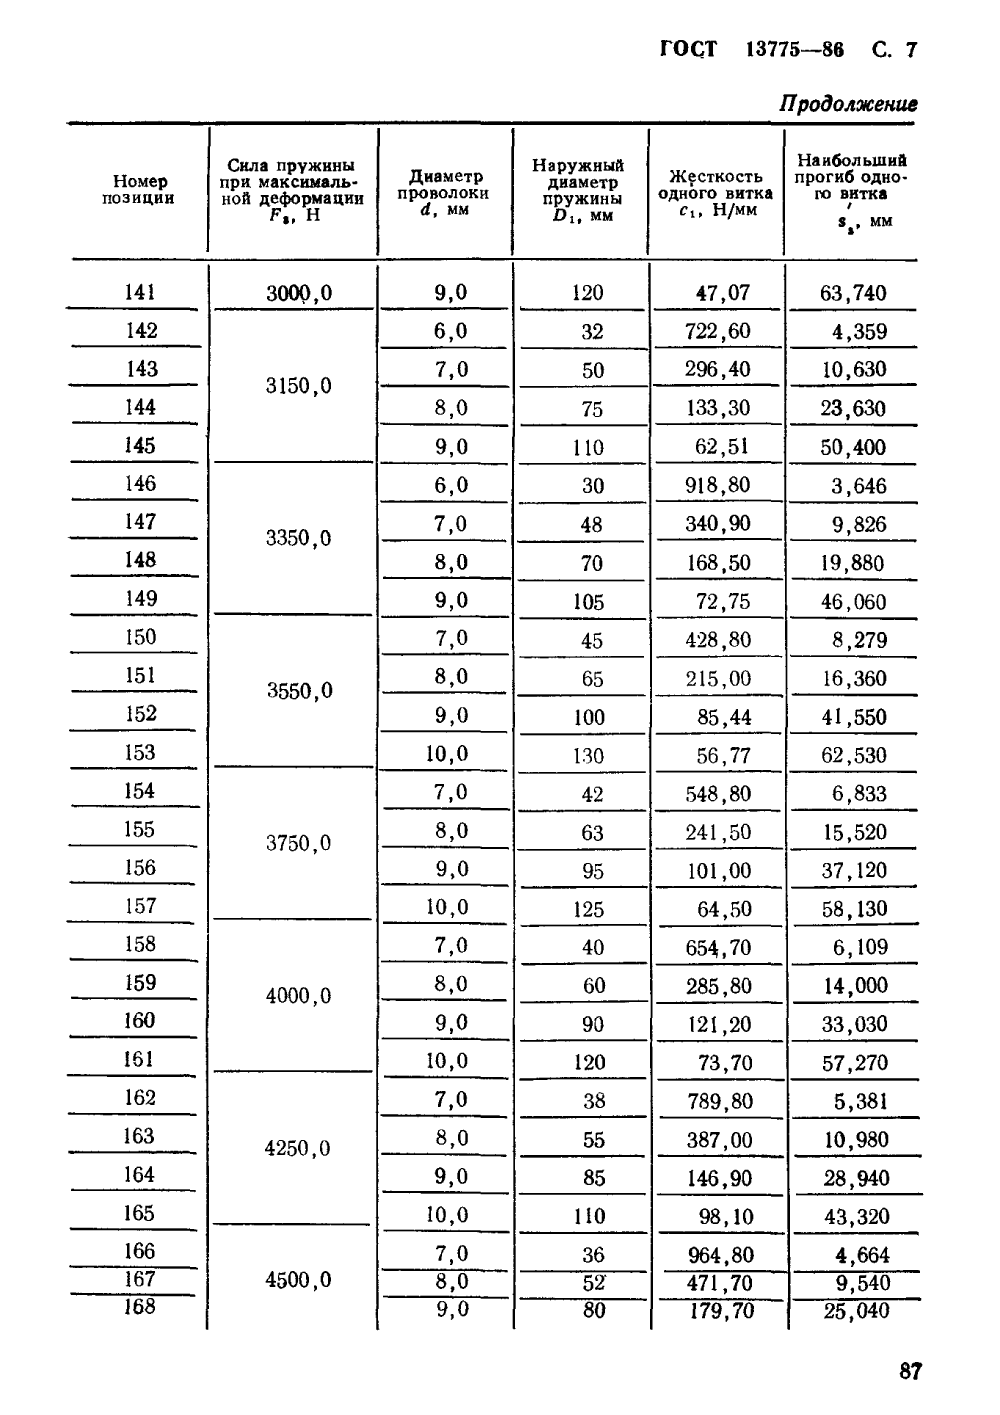 ГОСТ 13775—86 С. 7
Продолжение
Номер позиции | Сила пружины при максимальной деформации F₃, Н | Диаметр проволоки d, мм | Наружный диаметр пружины D₁, мм | Жесткость одного витка c₁, Н/мм | Наибольший прогиб одного витка s′₃, мм
141 3000,0 9,0 120 47,07 63,740
142 6,0 32 722,60 4,359
143 7,0 50 296,40 10,630
3150,0
144 8,0 75 133,30 23,630
145 9,0 110 62,51 50,400
146 6,0 30 918,80 3,646
147 7,0 48 340,90 9,826
3350,0
148 8,0 70 168,50 19,880
149 9,0 105 72,75 46,060
150 7,0 45 428,80 8,279
151 8,0 65 215,00 16,360
3550,0
152 9,0 100 85,44 41,550
153 10,0 130 56,77 62,530
154 7,0 42 548,80 6,833
155 8,0 63 241,50 15,520
3750,0
156 9,0 95 101,00 37,120
157 10,0 125 64,50 58,130
158 7,0 40 654,70 6,109
159 8,0 60 285,80 14,000
4000,0
160 9,0 90 121,20 33,030
161 10,0 120 73,70 57,270
162 7,0 38 789,80 5,381
163 8,0 55 387,00 10,980
4250,0
164 9,0 85 146,90 28,940
165 10,0 110 98,10 43,320
166 7,0 36 964,80 4,664
167 4500,0 8,0 52 471,70 9,540
168 9,0 80 179,70 25,040
87